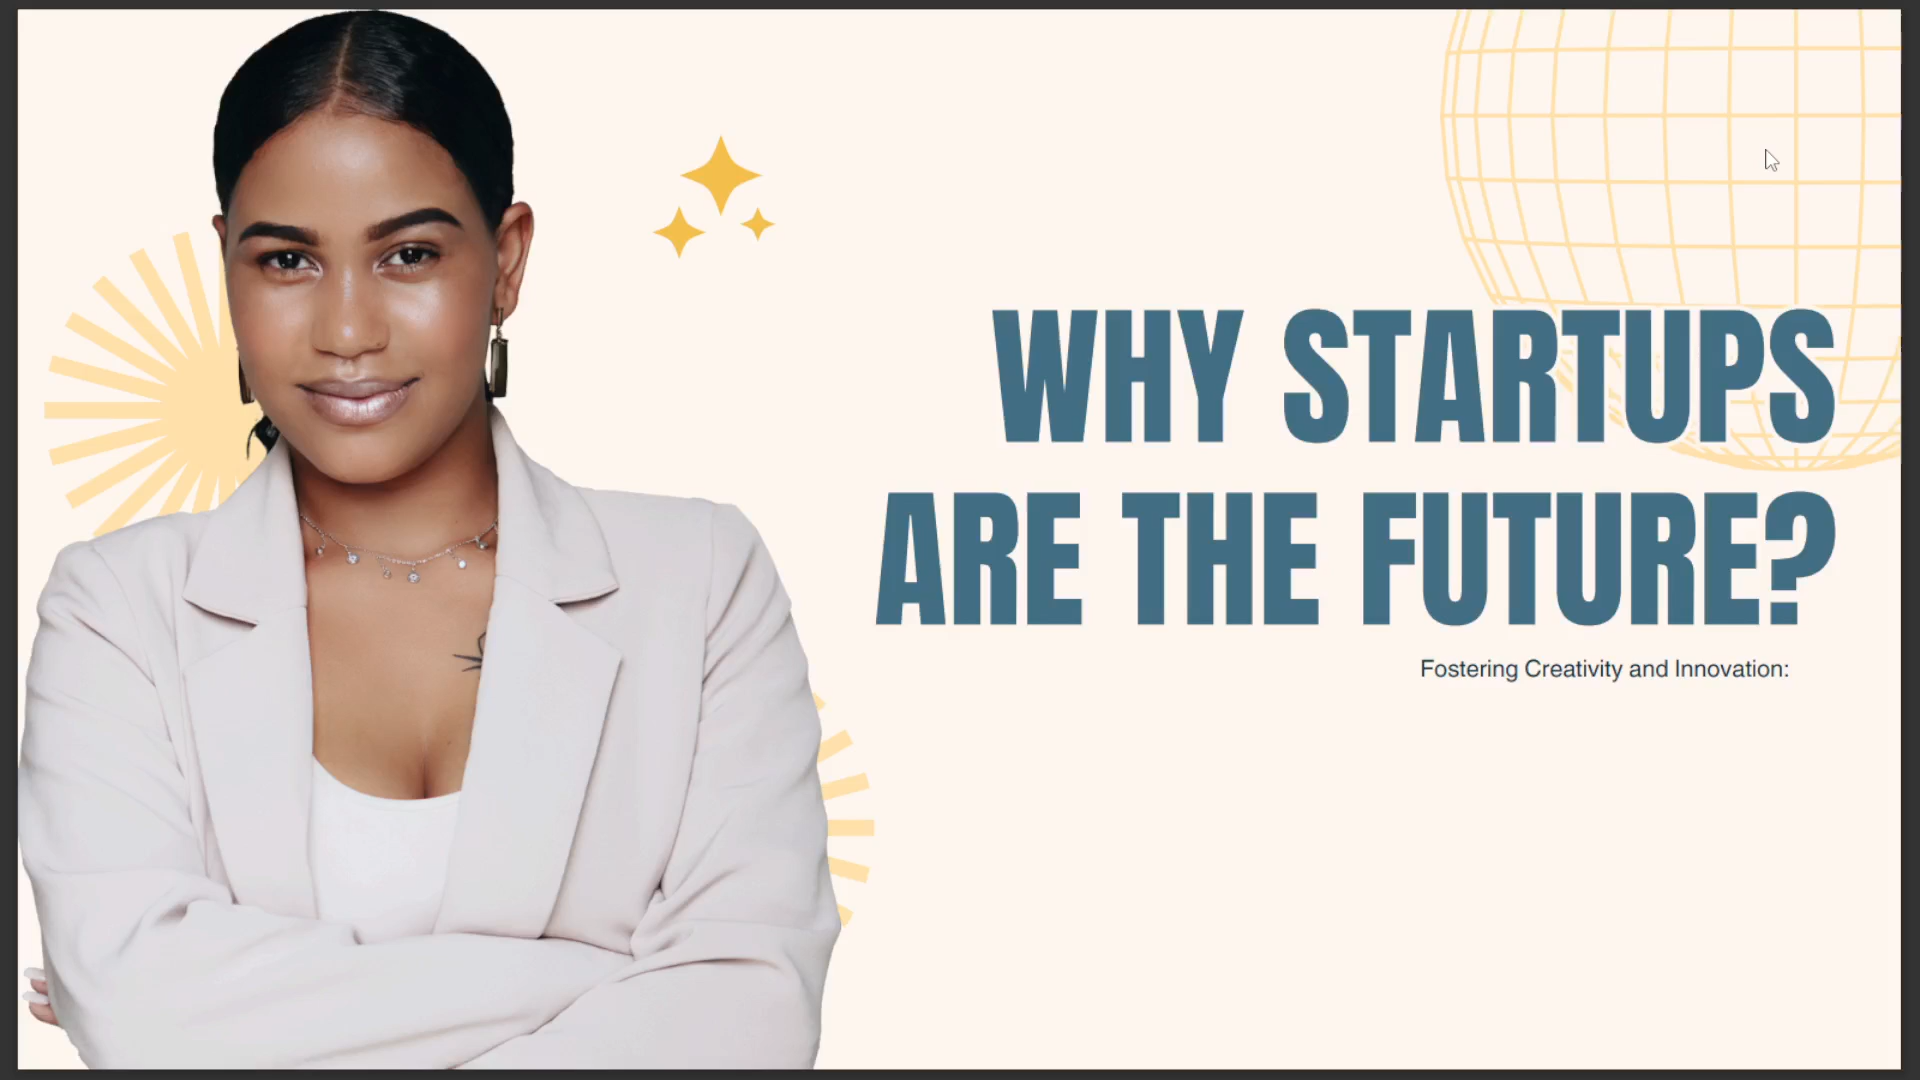 WHY STARTUPS
ARE THE FUTURE?
Fostering Creativity and Innovation: